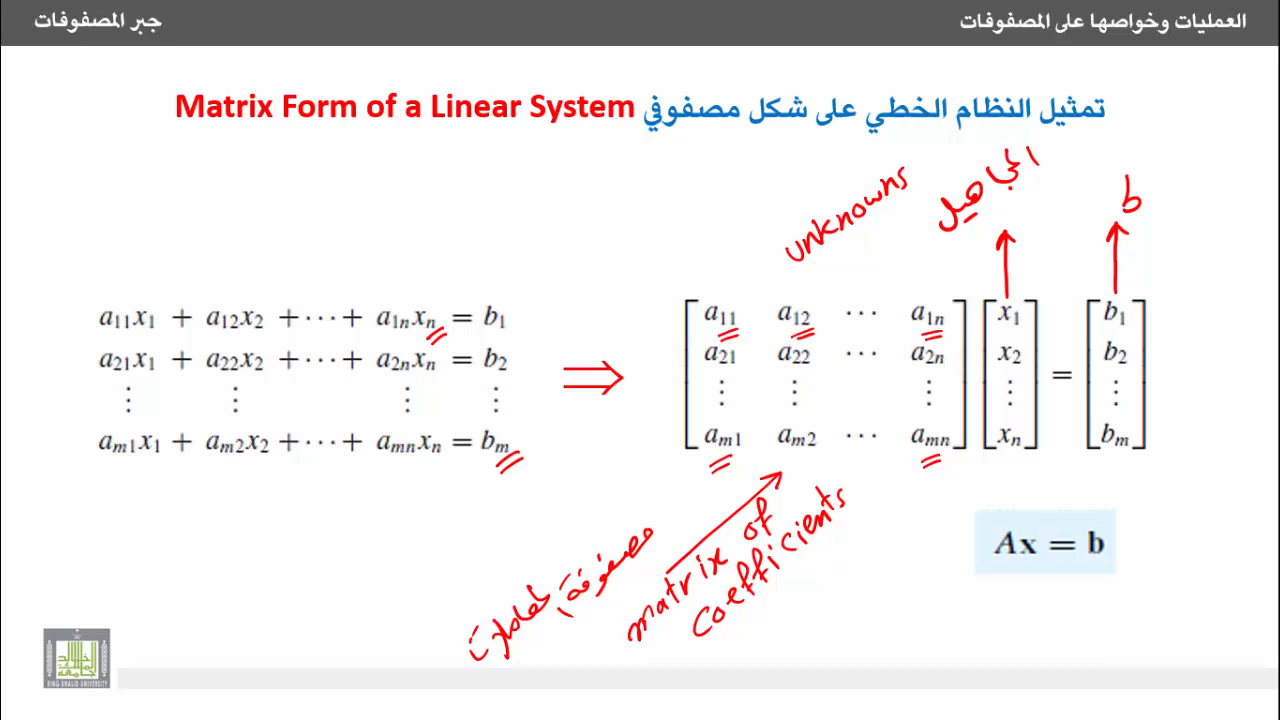 العمليات وخواصها على المصفوفات
جبر المصفوفات
تمثيل النظام الخطي على شكل مصفوفي Matrix Form of a Linear System
unknowns
المجاهيل
b
a₁₁x₁ + a₁₂x₂ + ··· + a₁ₙxₙ = b₁
a₂₁x₁ + a₂₂x₂ + ··· + a₂ₙxₙ = b₂
⋮ ⋮ ⋮ ⋮
aₘ₁x₁ + aₘ₂x₂ + ··· + aₘₙxₙ = bₘ
⇒
[ a₁₁ a₁₂ ··· a₁ₙ ] [ x₁ ] [ b₁ ]
[ a₂₁ a₂₂ ··· a₂ₙ ] [ x₂ ] = [ b₂ ]
[ ⋮ ⋮ ⋮ ] [ ⋮ ] [ ⋮ ]
[ aₘ₁ aₘ₂ ··· aₘₙ ] [ xₙ ] [ bₘ ]
مصفوفة المعاملات
matrix of
coefficients
Ax = b
KING KHALID UNIVERSITY